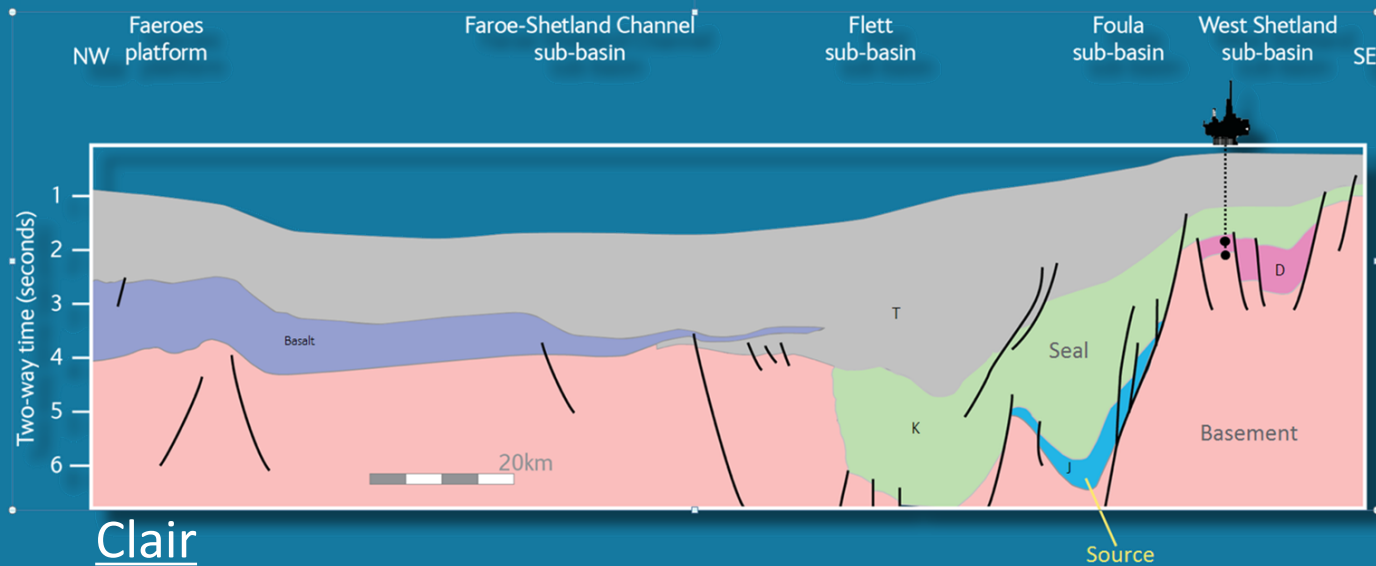 Faeroes
platform
Faroe-Shetland Channel
sub-basin
Flett
sub-basin
Foula
sub-basin
West Shetland
sub-basin
NW
SE
Two-way time (seconds)
1
2
3
4
5
6
Basalt
T
D
Seal
K
Basement
J
20km
Clair
Source